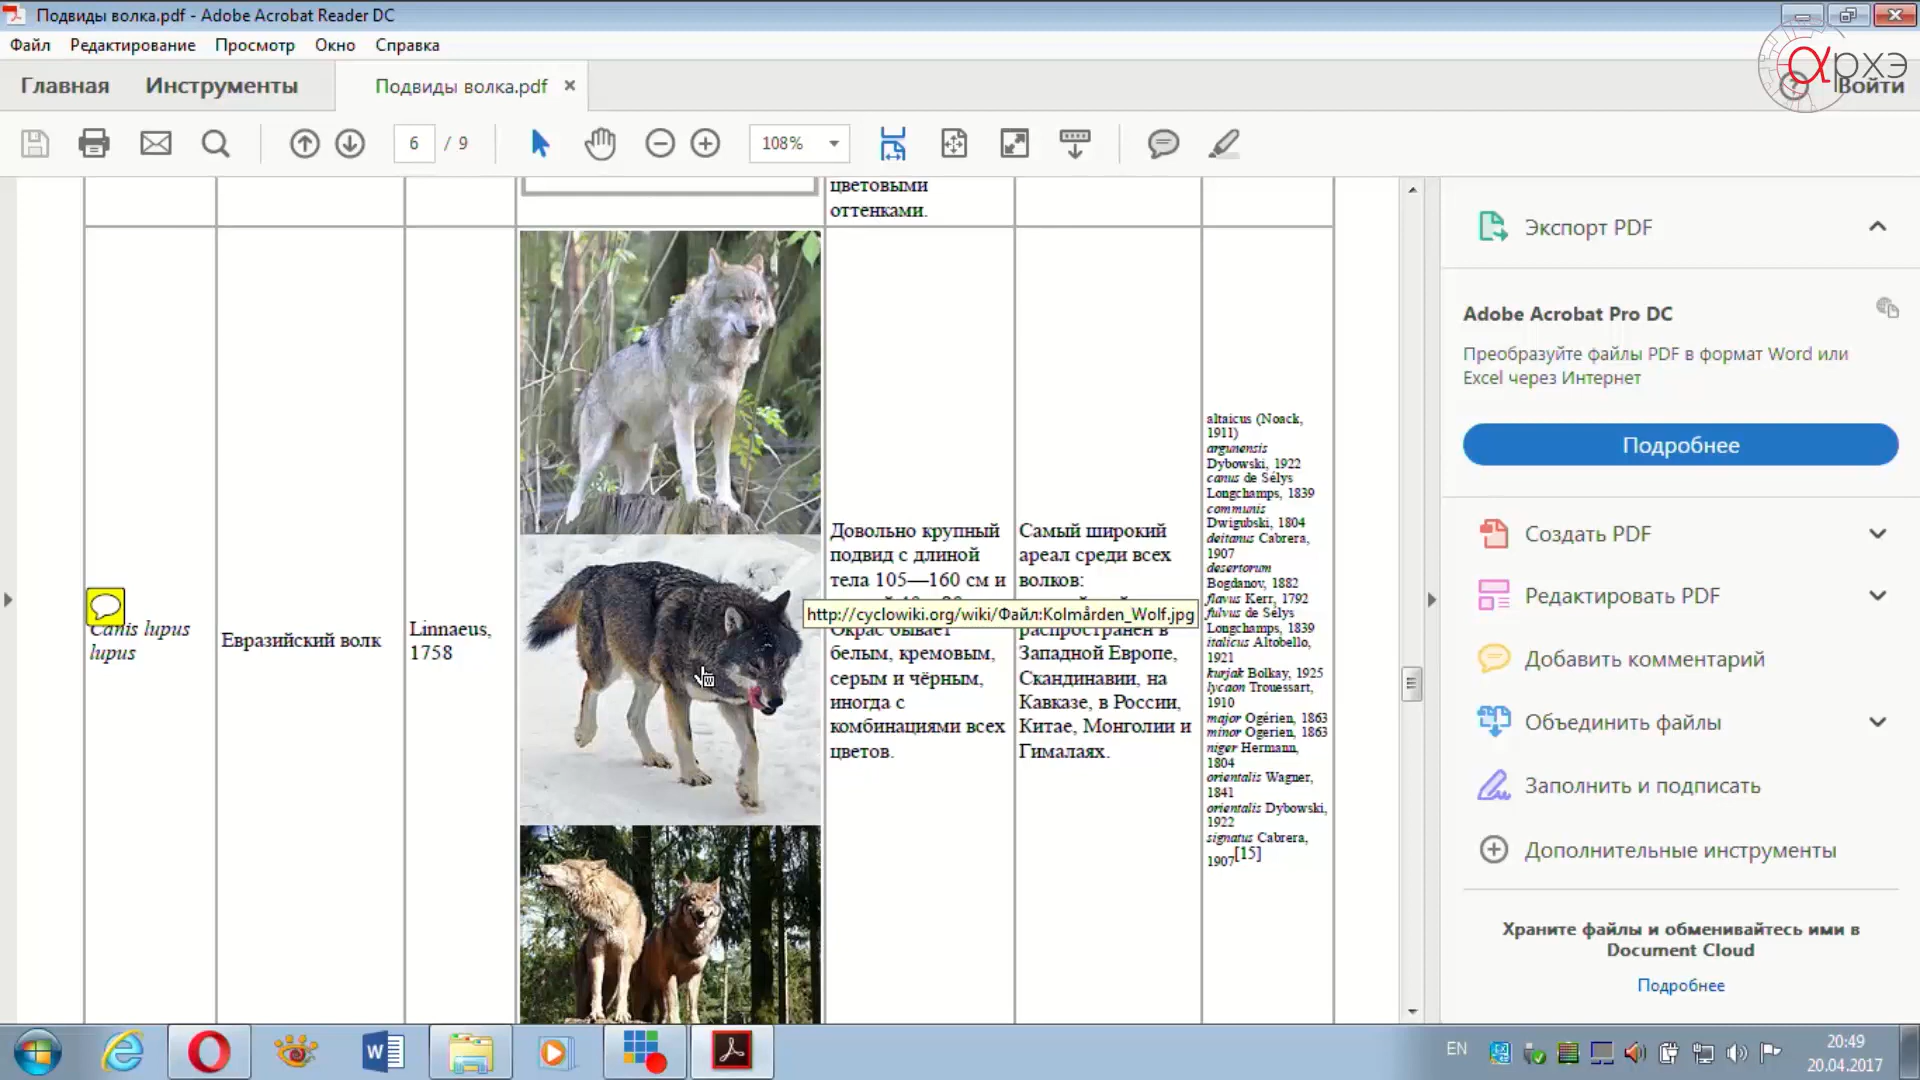 Подвиды волка.pdf - Adobe Acrobat Reader DC
Файл Редактирование Просмотр Окно Справка
αрхэ
Главная Инструменты Подвиды волка.pdf × Войти
6 / 9 108%
цветовыми
оттенками.
Canis lupus
lupus
Евразийский волк
Linnaeus,
1758
Довольно крупный
подвид с длиной
тела 105—160 см и
Окрас бывает
белым, кремовым,
серым и чёрным,
иногда с
комбинациями всех
цветов.
Самый широкий
ареал среди всех
волков:
распространён в
Западной Европе,
Скандинавии, на
Кавказе, в России,
Китае, Монголии и
Гималаях.
http://cyclowiki.org/wiki/Файл:Kolmården_Wolf.jpg
altaicus (Noack,
1911)
argunensis
Dybowski, 1922
canus de Sélys
Longchamps, 1839
communis
Dwigubski, 1804
deitanus Cabrera,
1907
desertorum
Bogdanov, 1882
flavus Kerr, 1792
fulvus de Sélys
Longchamps, 1839
italicus Altobello,
1921
kurjak Bolkay, 1925
lycaon Trouessart,
1910
major Ogérien, 1863
minor Ogerien, 1863
niger Hermann,
1804
orientalis Wagner,
1841
orientalis Dybowski,
1922
signatus Cabrera,
1907[15]
Экспорт PDF
Adobe Acrobat Pro DC
Преобразуйте файлы PDF в формат Word или
Excel через Интернет
Подробнее
Создать PDF
Редактировать PDF
Добавить комментарий
Объединить файлы
Заполнить и подписать
Дополнительные инструменты
Храните файлы и обменивайтесь ими в
Document Cloud
Подробнее
EN
20:49
20.04.2017